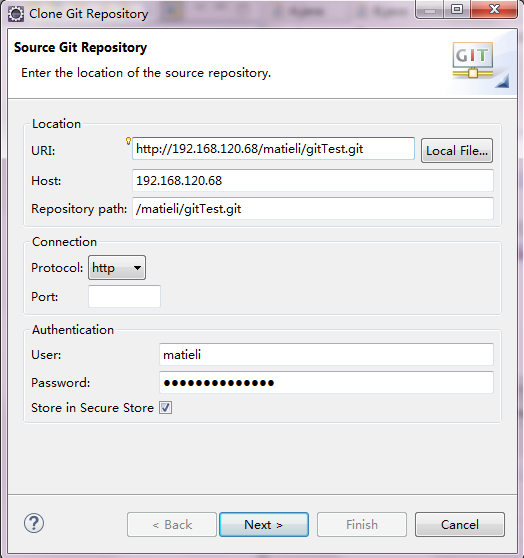 Clone Git Repository
Source Git Repository
Enter the location of the source repository.
GIT
Location
URI: http://192.168.120.68/matieli/gitTest.git Local File...
Host: 192.168.120.68
Repository path: /matieli/gitTest.git
Connection
Protocol: http
Port:
Authentication
User: matieli
Password: ●●●●●●●●●●●●●●
Store in Secure Store
? < Back Next > Finish Cancel